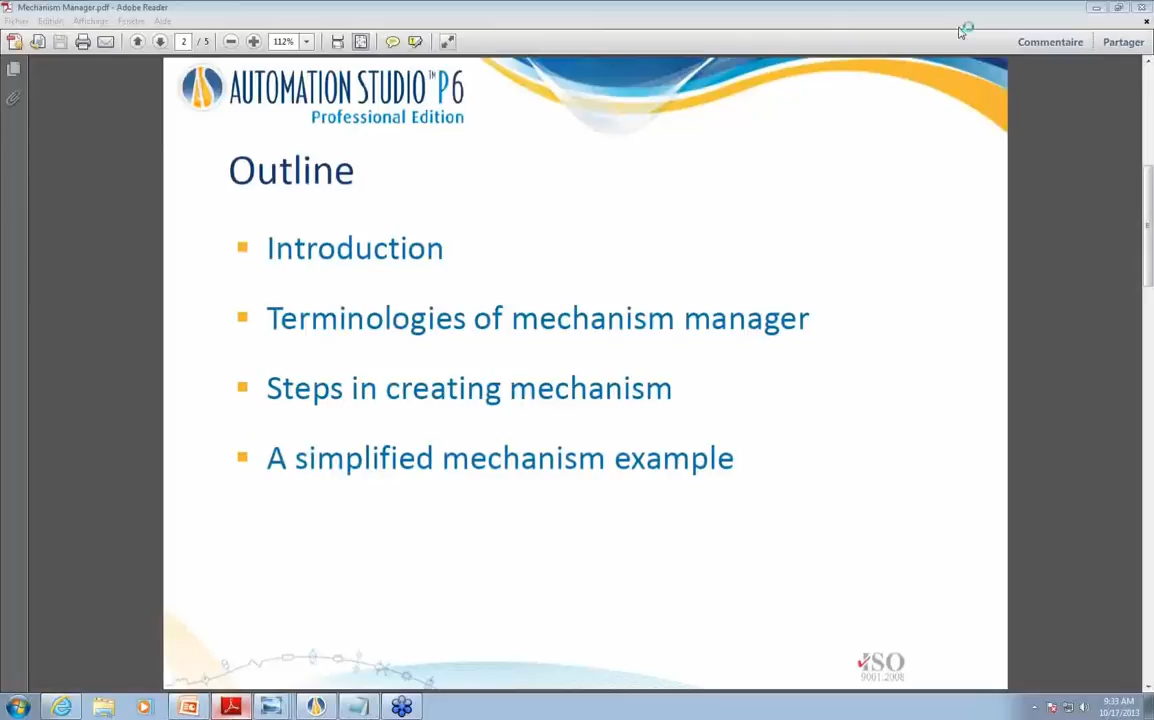 Mechanism Manager.pdf - Adobe Reader
Fichier Edition Affichage Fenêtre Aide
2 / 5 112% Commentaire Partager
AUTOMATION STUDIO™ P6
Professional Edition
Outline
Introduction
Terminologies of mechanism manager
Steps in creating mechanism
A simplified mechanism example
ISO
9001:2008
9:33 AM
10/17/2013